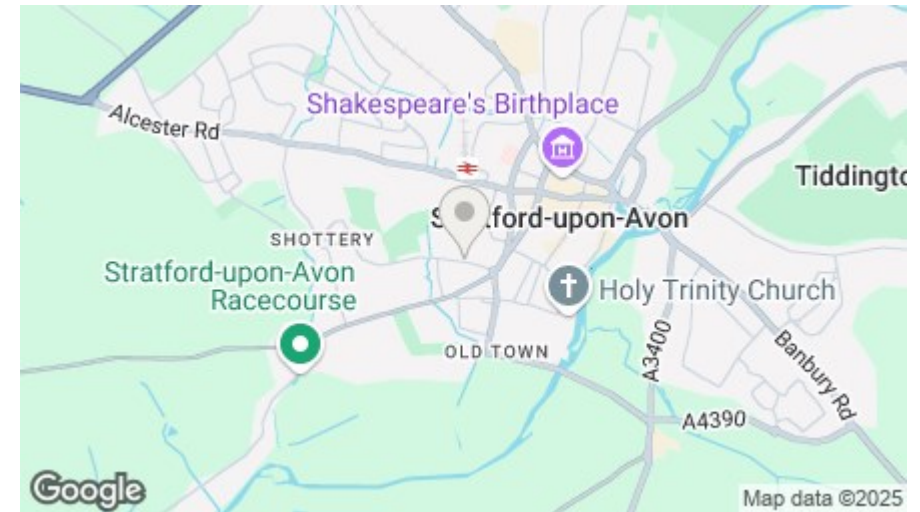 Shakespeare's Birthplace
Alcester Rd
Tiddingto
S
tford-upon-Avon
SHOTTERY
Stratford-upon-Avon
Racecourse
Holy Trinity Church
OLD TOWN
A3400
Banbury Rd
A4390
Google
Map data ©2025